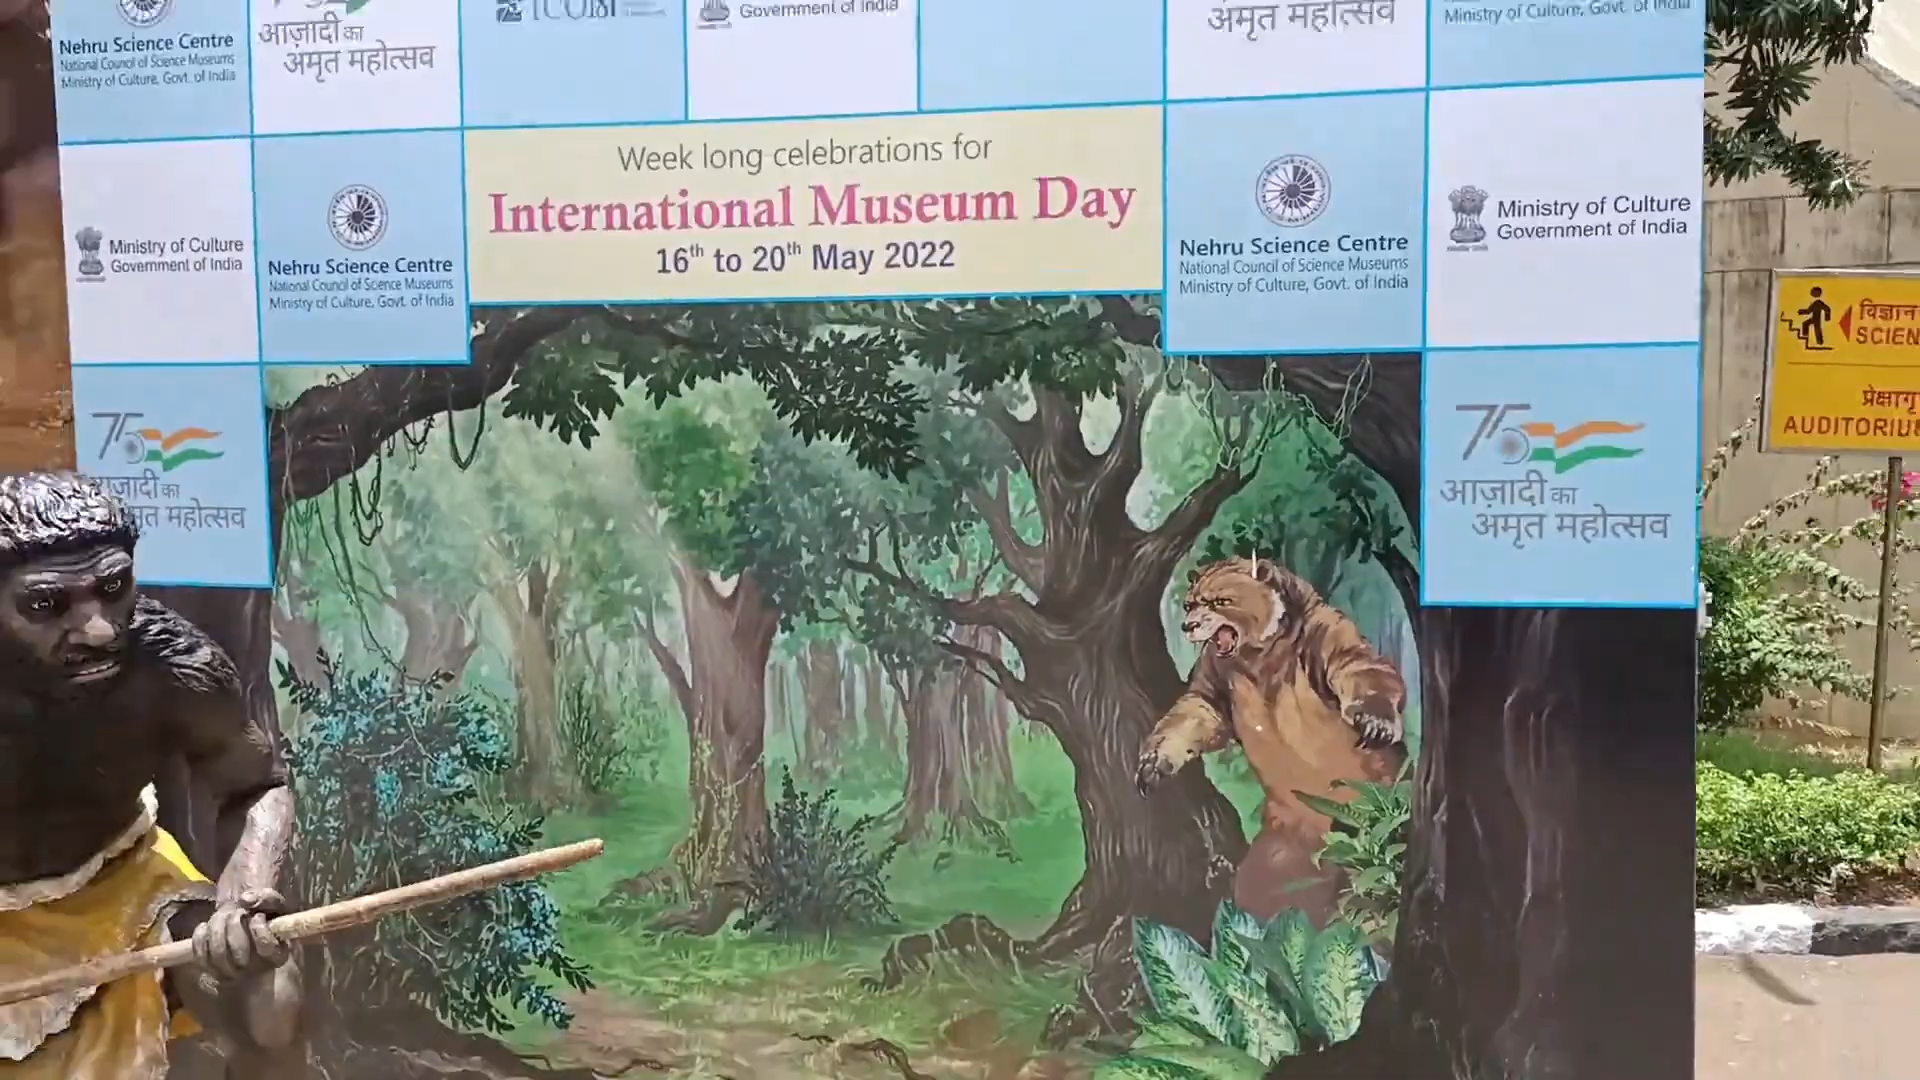 Nehru Science Centre
National Council of Science Museums
Ministry of Culture, Govt. of India
आज़ादी का
अमृत महोत्सव
Government of India
अमृत महोत्सव
Ministry of Culture, Govt. of India
Week long celebrations for
International Museum Day
16th to 20th May 2022
Ministry of Culture
Government of India
Nehru Science Centre
National Council of Science Museums
Ministry of Culture, Govt. of India
Nehru Science Centre
National Council of Science Museums
Ministry of Culture, Govt. of India
Ministry of Culture
Government of India
75
अमृत महोत्सव
75
आज़ादी का
अमृत महोत्सव
विज्ञान
SCIEN
प्रेक्षागृ
AUDITORIU